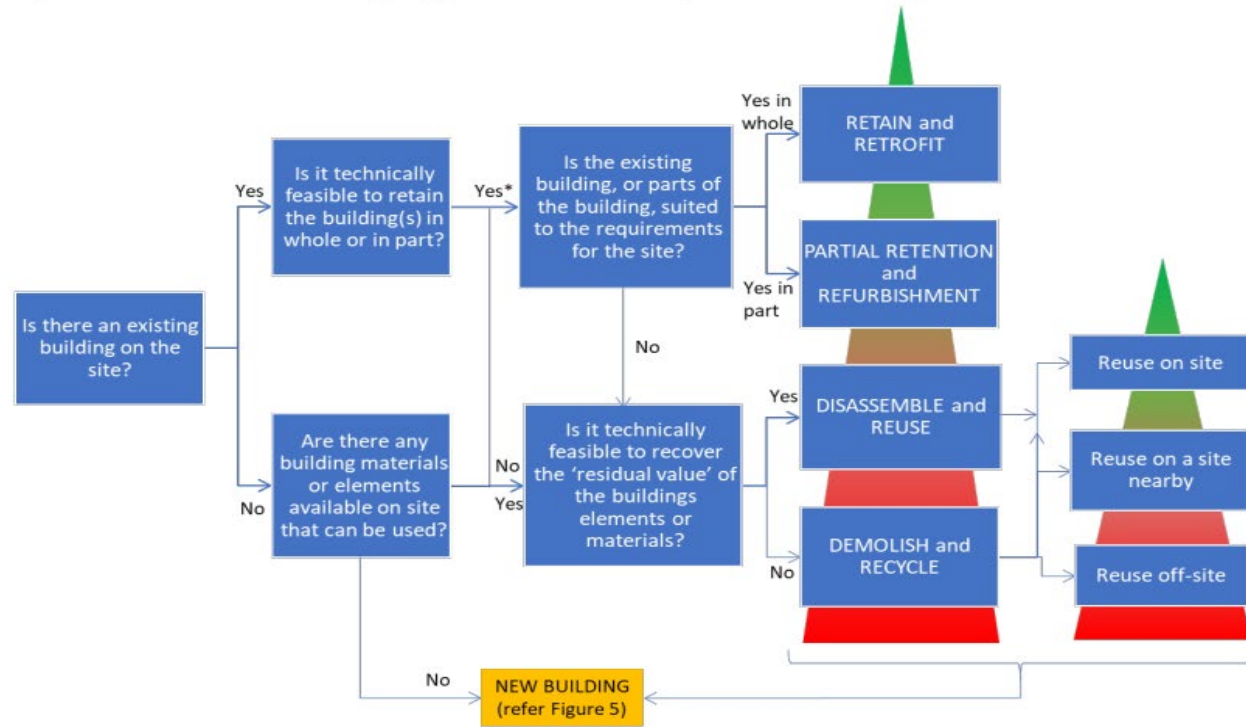 Is there an existing
building on the
site?
Yes
No
Is it technically
feasible to retain
the building(s) in
whole or in part?
Are there any
building materials
or elements
available on site
that can be used?
Yes*
No
Yes
No
Is the existing
building, or parts of
the building, suited
to the requirements
for the site?
No
Is it technically
feasible to recover
the ‘residual value’ of
the buildings
elements or
materials?
Yes in
whole
Yes in
part
Yes
No
RETAIN and
RETROFIT
PARTIAL RETENTION
and
REFURBISHMENT
DISASSEMBLE and
REUSE
DEMOLISH and
RECYCLE
Reuse on site
Reuse on a site
nearby
Reuse off-site
NEW BUILDING
(refer Figure 5)